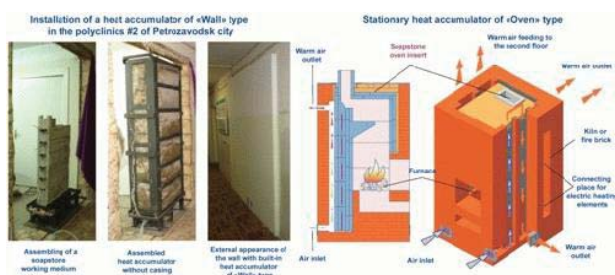 Installation of a heat accumulator of «Wall» type
in the polyclinics #2 of Petrozavodsk city
Assembling of a
soapstone
working medium
Assembled
heat accumulator
without casing
External appearance of
the wall with built-in
heat accumulator
of «Wall» type
Stationary heat accumulator of «Oven» type
Warm air
outlet
Soapstone
oven insert
Warm air feeding to
the second floor
Warm air outlet
Kiln or
fire brick
Furnace
Connecting
place for
electric heating
elements
Air inlet
Air inlet
Warm air
outlet